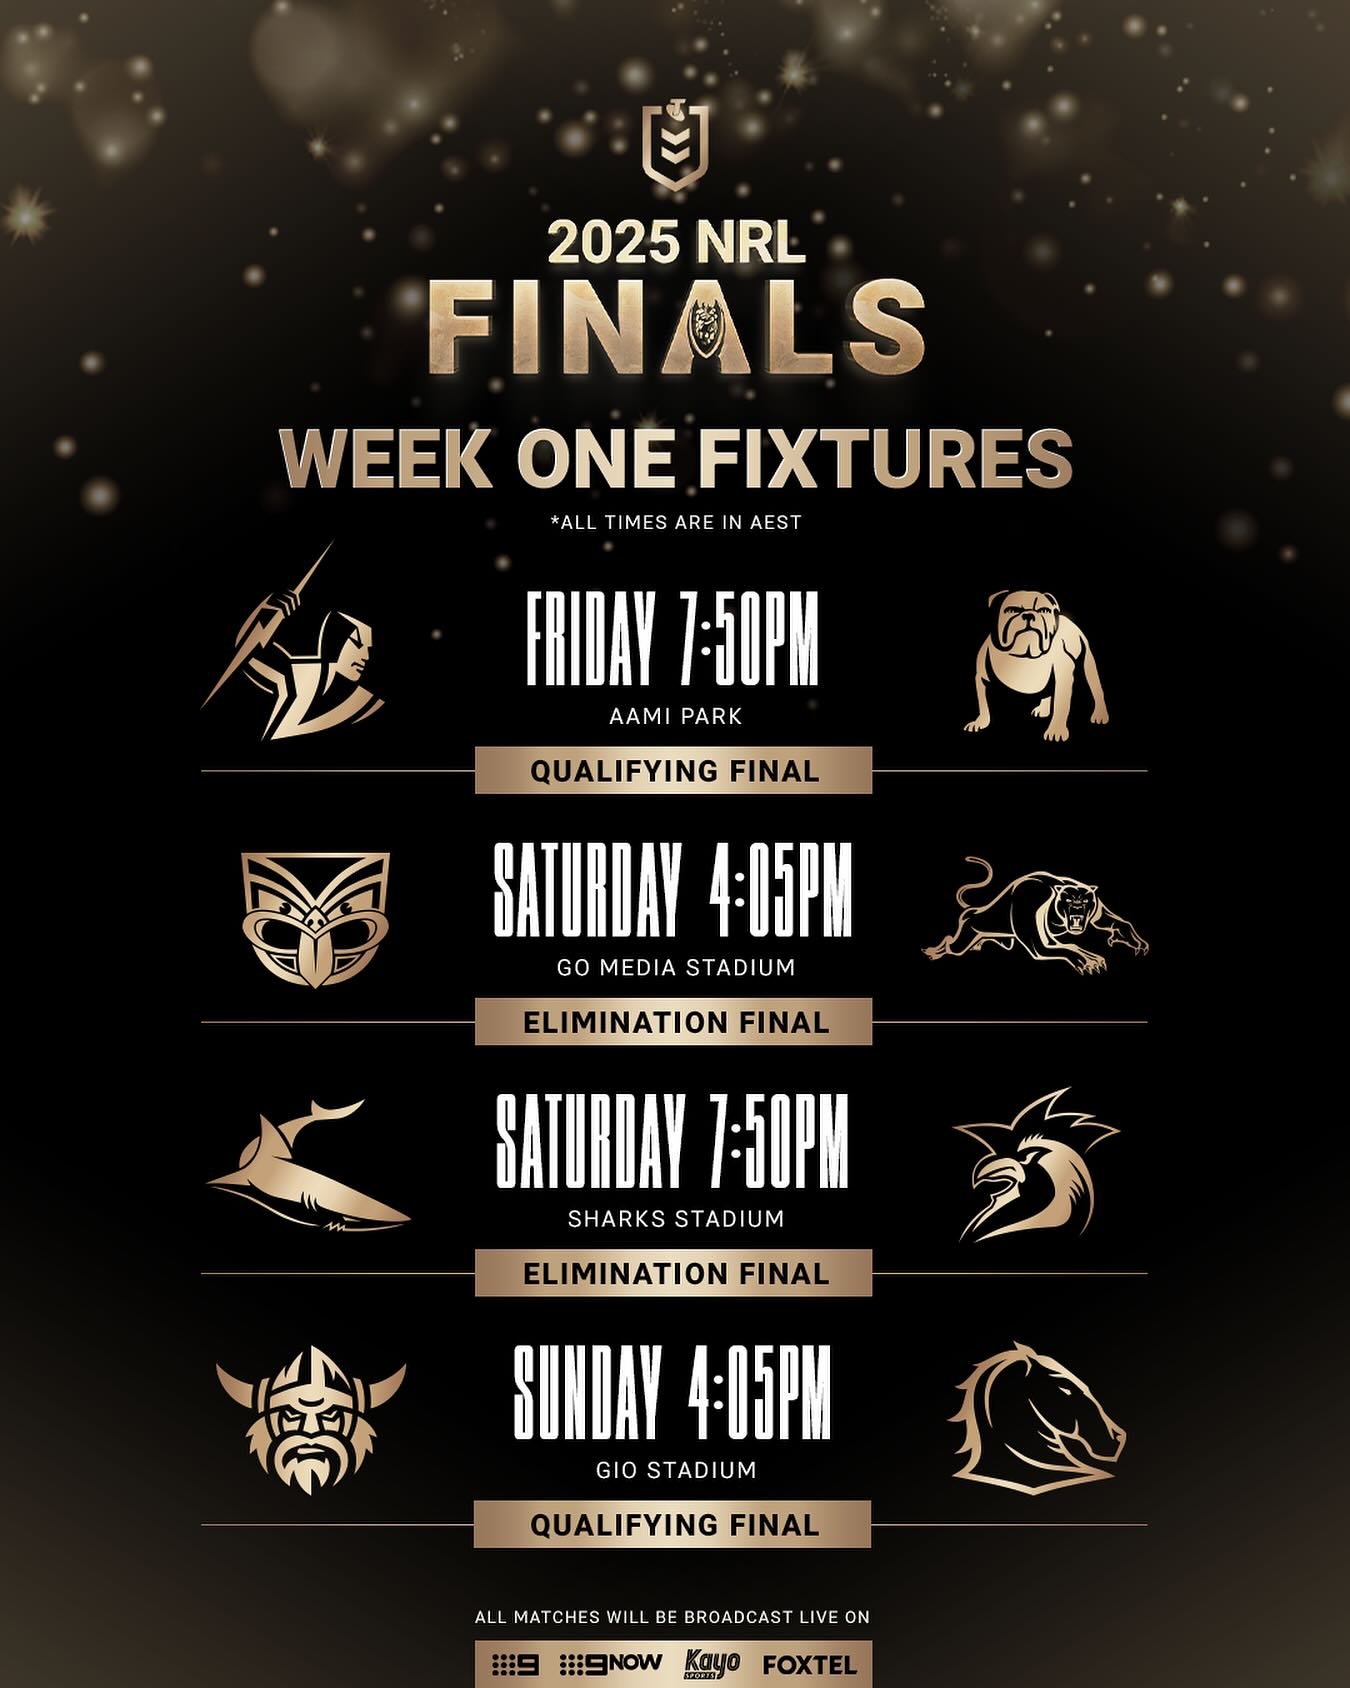 2025 NRL
FINALS
WEEK ONE FIXTURES
*ALL TIMES ARE IN AEST
FRIDAY 7:50PM
AAMI PARK
QUALIFYING FINAL
SATURDAY 4:05PM
GO MEDIA STADIUM
ELIMINATION FINAL
SATURDAY 7:50PM
SHARKS STADIUM
ELIMINATION FINAL
SUNDAY 4:05PM
GIO STADIUM
QUALIFYING FINAL
ALL MATCHES WILL BE BROADCAST LIVE ON
9 9NOW Kayo SPORTS FOXTEL